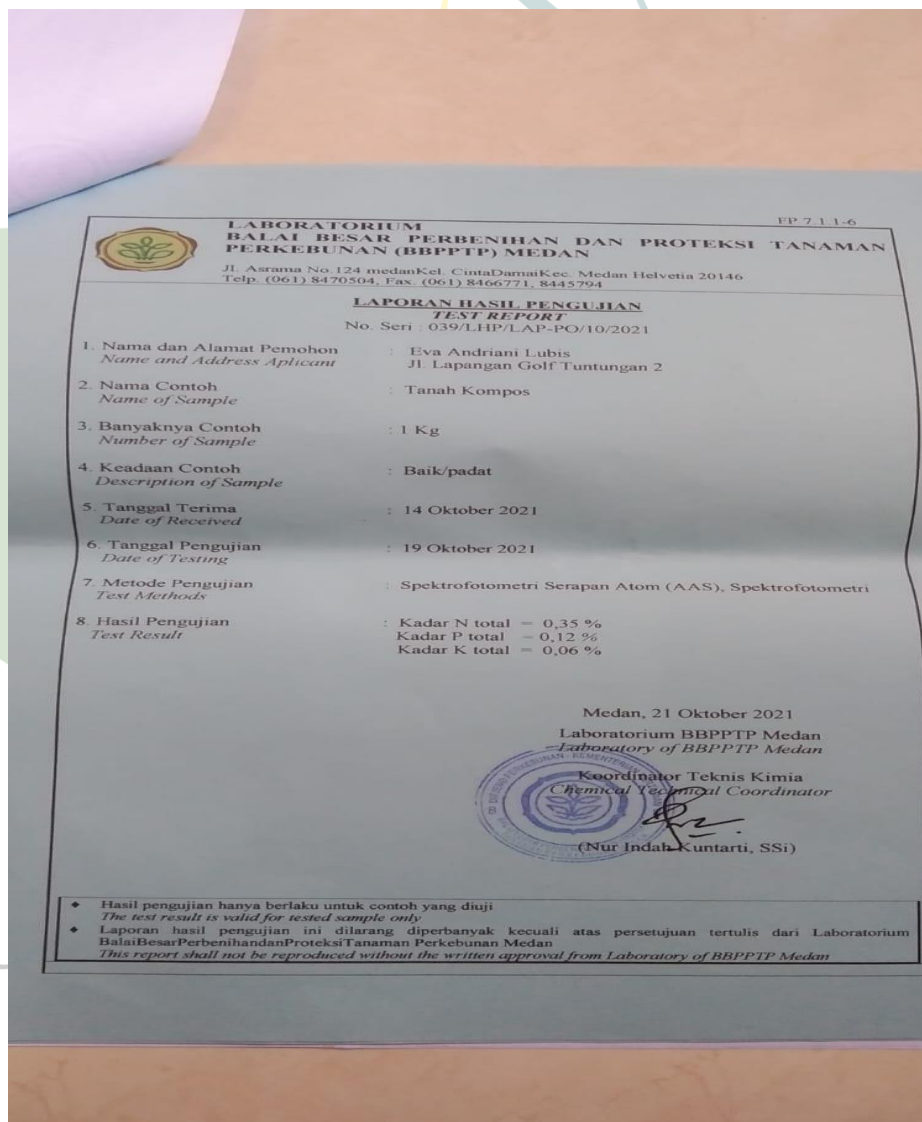 FP 7.1.1-6
LABORATORIUM
BALAI BESAR PERBENIHAN DAN PROTEKSI TANAMAN
PERKEBUNAN (BBPPTP) MEDAN
Jl. Asrama No.124 medanKel. CintaDamaiKec. Medan Helvetia 20146
Telp. (061) 8470504, Fax. (061) 8466771, 8445794
LAPORAN HASIL PENGUJIAN
TEST REPORT
No. Seri : 039/LHP/LAP-PO/10/2021
1. Nama dan Alamat Pemohon : Eva Andriani Lubis
Name and Address Aplicant Jl. Lapangan Golf Tuntungan 2
2. Nama Contoh : Tanah Kompos
Name of Sample
3. Banyaknya Contoh : 1 Kg
Number of Sample
4. Keadaan Contoh : Baik/padat
Description of Sample
5. Tanggal Terima : 14 Oktober 2021
Date of Received
6. Tanggal Pengujian : 19 Oktober 2021
Date of Testing
7. Metode Pengujian : Spektrofotometri Serapan Atom (AAS), Spektrofotometri
Test Methods
8. Hasil Pengujian : Kadar N total = 0,35 %
Test Result Kadar P total = 0,12 %
Kadar K total = 0,06 %
Medan, 21 Oktober 2021
Laboratorium BBPPTP Medan
Laboratory of BBPPTP Medan
Koordinator Teknis Kimia
Chemical Technical Coordinator
(Nur Indah Kuntarti, SSi)
♦ Hasil pengujian hanya berlaku untuk contoh yang diuji
The test result is valid for tested sample only
♦ Laporan hasil pengujian ini dilarang diperbanyak kecuali atas persetujuan tertulis dari Laboratorium
BalaiBesarPerbenihandanProteksiTanaman Perkebunan Medan
This report shall not be reproduced without the written approval from Laboratory of BBPPTP Medan